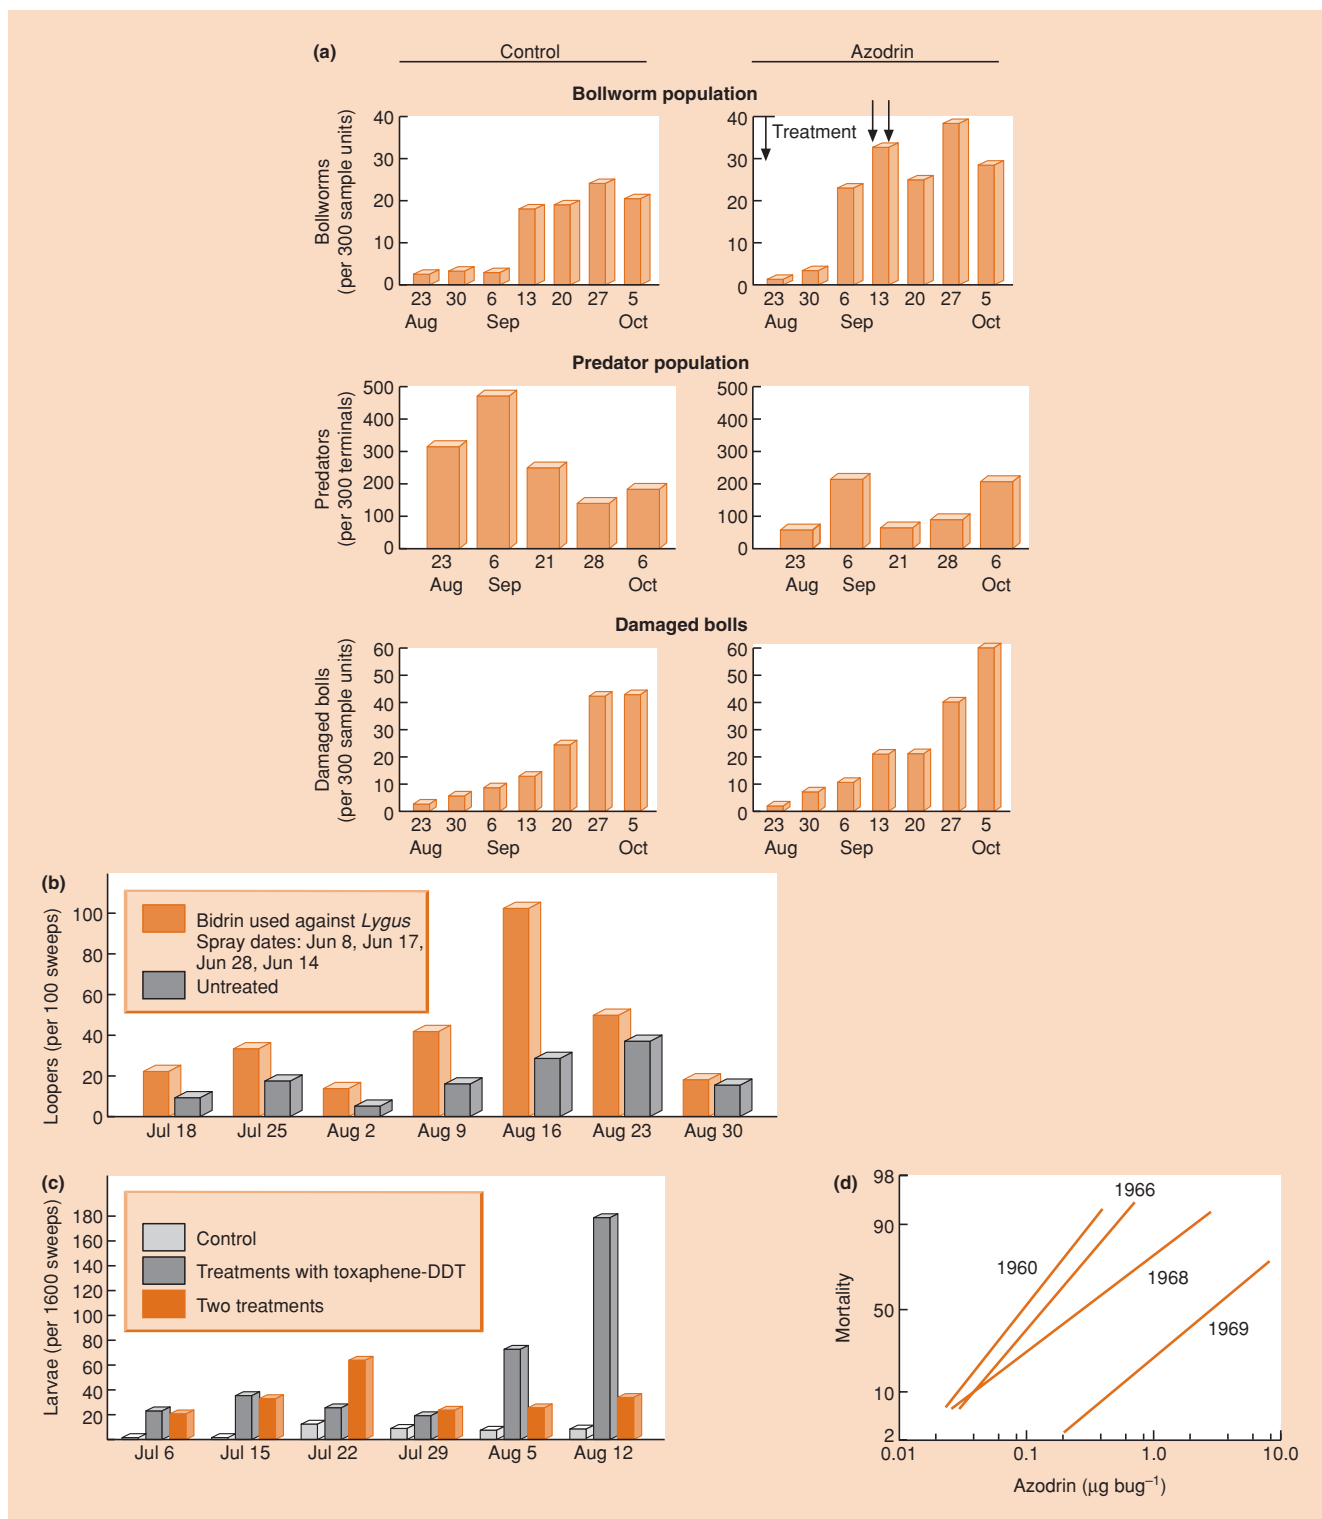 (a)
Control
Azodrin
Bollworm population
Bollworms
(per 300 sample units)
40
30
20
10
0
23 30 6 13 20 27 5
Aug Sep Oct
40
30
20
10
0
Treatment
23 30 6 13 20 27 5
Aug Sep Oct
Predator population
Predators
(per 300 terminals)
500
400
300
200
100
0
23 6 21 28 6
Aug Sep Oct
500
400
300
200
100
0
23 6 21 28 6
Aug Sep Oct
Damaged bolls
Damaged bolls
(per 300 sample units)
60
50
40
30
20
10
0
23 30 6 13 20 27 5
Aug Sep Oct
60
50
40
30
20
10
0
23 30 6 13 20 27 5
Aug Sep Oct
(b)
Loopers (per 100 sweeps)
100
80
60
40
20
0
Bidrin used against Lygus
Spray dates: Jun 8, Jun 17,
Jun 28, Jun 14
Untreated
Jul 18 Jul 25 Aug 2 Aug 9 Aug 16 Aug 23 Aug 30
(c)
Larvae (per 1600 sweeps)
180
160
140
120
100
80
60
40
20
Control
Treatments with toxaphene-DDT
Two treatments
Jul 6 Jul 15 Jul 22 Jul 29 Aug 5 Aug 12
(d)
Mortality
98
90
50
10
2
1966
1960
1968
1969
0.01 0.1 1.0 10.0
Azodrin (μg bug⁻¹)